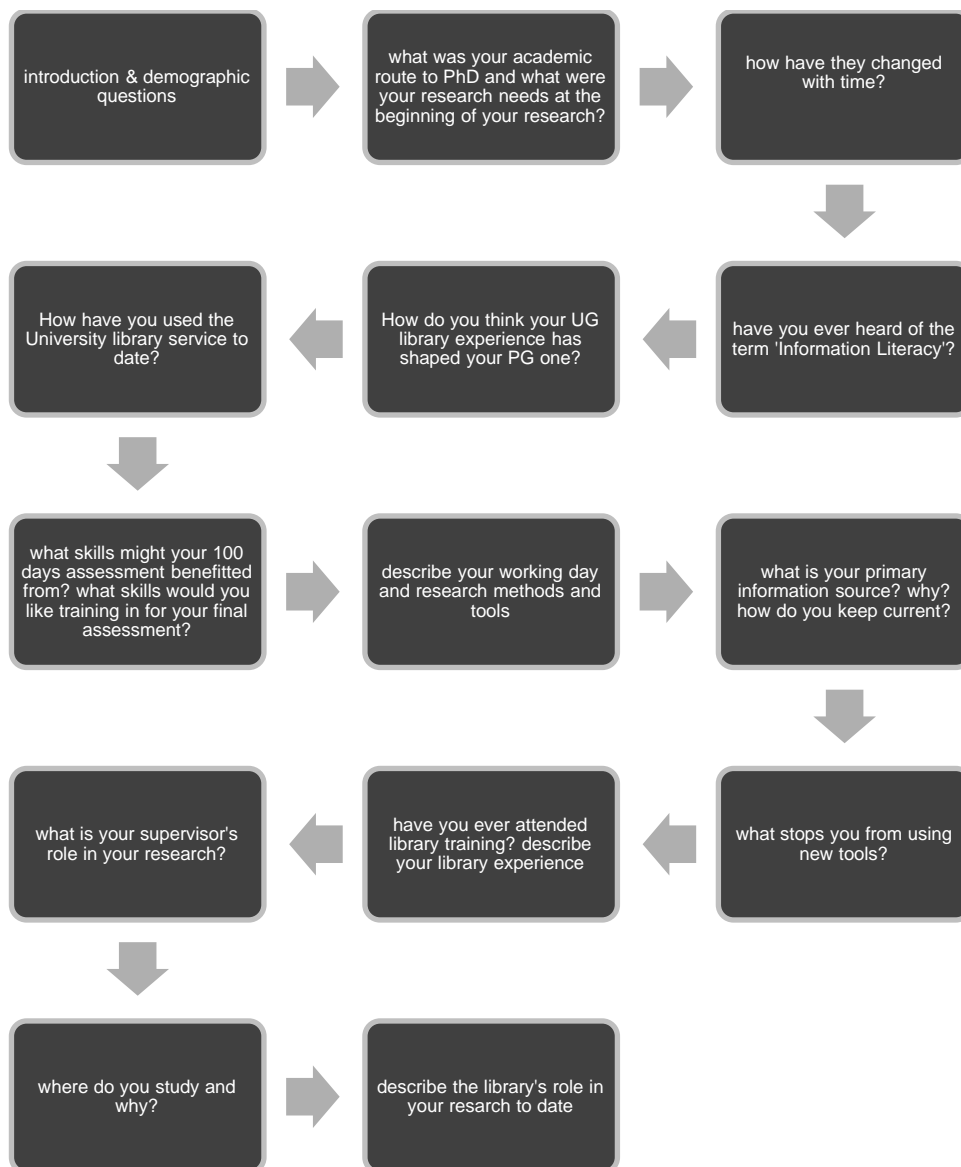 introduction & demographic
questions
what was your academic
route to PhD and what were
your research needs at the
beginning of your research?
how have they changed
with time?
have you ever heard of the
term 'Information Literacy'?
How do you think your UG
library experience has
shaped your PG one?
How have you used the
University library service to
date?
what skills might your 100
days assessment benefitted
from? what skills would you
like training in for your final
assessment?
describe your working day
and research methods and
tools
what is your primary
information source? why?
how do you keep current?
what stops you from using
new tools?
have you ever attended
library training? describe
your library experience
what is your supervisor's
role in your research?
where do you study and
why?
describe the library's role in
your resarch to date